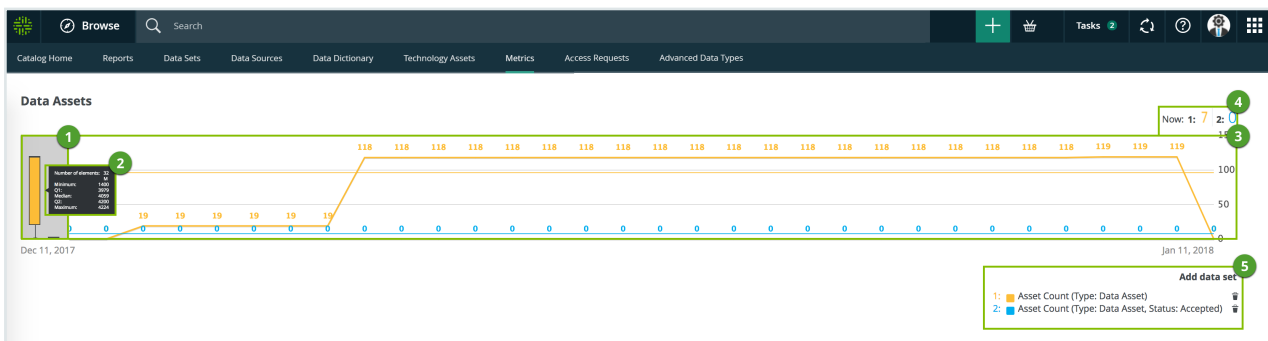 Browse Search Tasks 2
Catalog Home Reports Data Sets Data Sources Data Dictionary Technology Assets Metrics Access Requests Advanced Data Types
Data Assets
4
Now: 1: 7 2: 0
1
3
150
118 118 118 118 118 118 118 118 118 118 118 118 118 118 118 118 118 118 118 118 119 119 119
2
Number of elements: 32
M
Minimum: 1400
Q1: 3979
Median: 4059
Q2: 4200
Maximum: 4224
100
50
19 19 19 19 19 19
0 0 0 0 0 0 0 0 0 0 0 0 0 0 0 0 0 0 0 0 0 0 0 0 0 0 0 0 0 0 0 0
0
Dec 11, 2017 Jan 11, 2018
5
Add data set
1: Asset Count (Type: Data Asset)
2: Asset Count (Type: Data Asset, Status: Accepted)